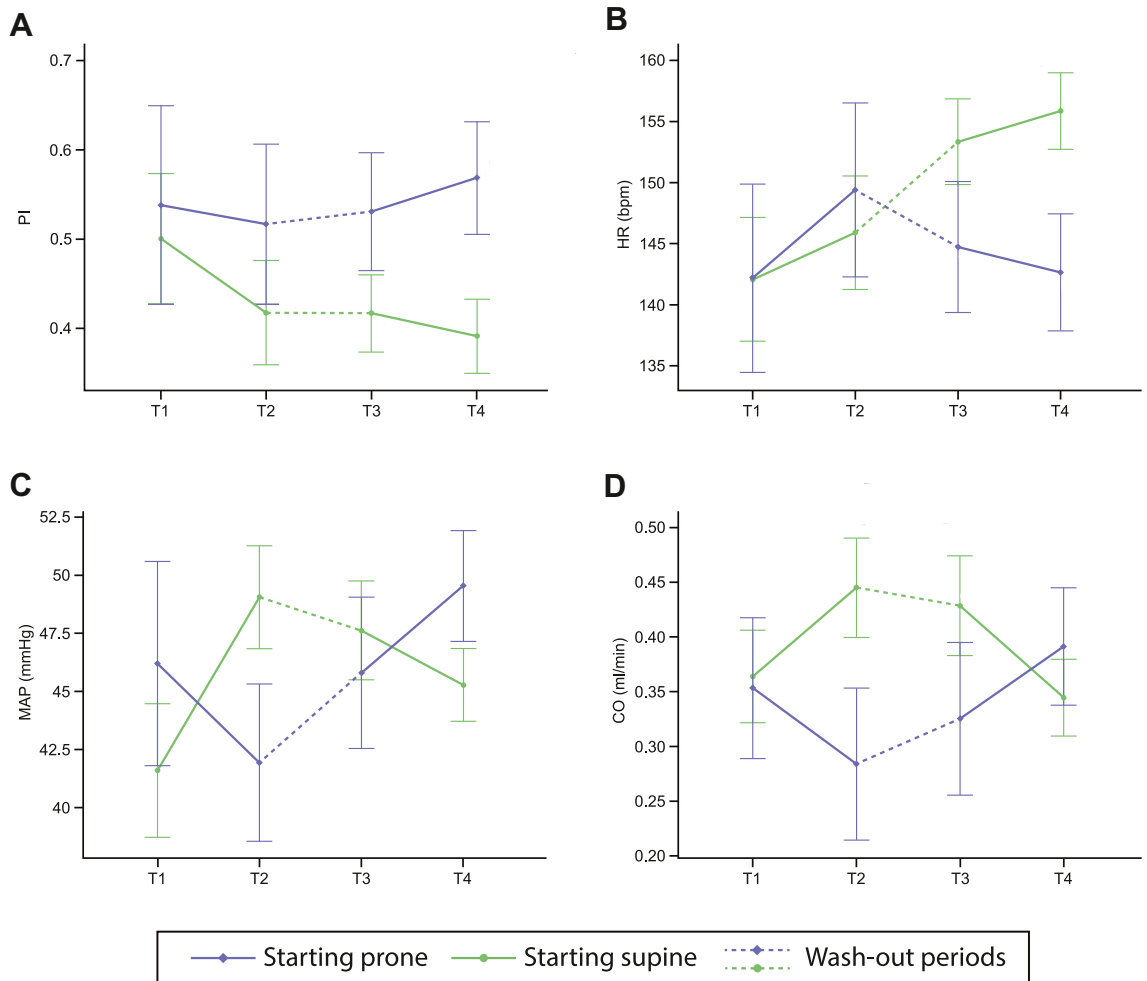 A
0.7
0.6
0.5
0.4
PI
T1 T2 T3 T4
B
160
155
150
145
140
135
HR (bpm)
T1 T2 T3 T4
C
52.5
50
47.5
45
42.5
40
MAP (mmHg)
T1 T2 T3 T4
D
0.50
0.45
0.40
0.35
0.30
0.25
0.20
CO (ml/min)
T1 T2 T3 T4
Starting prone Starting supine Wash-out periods